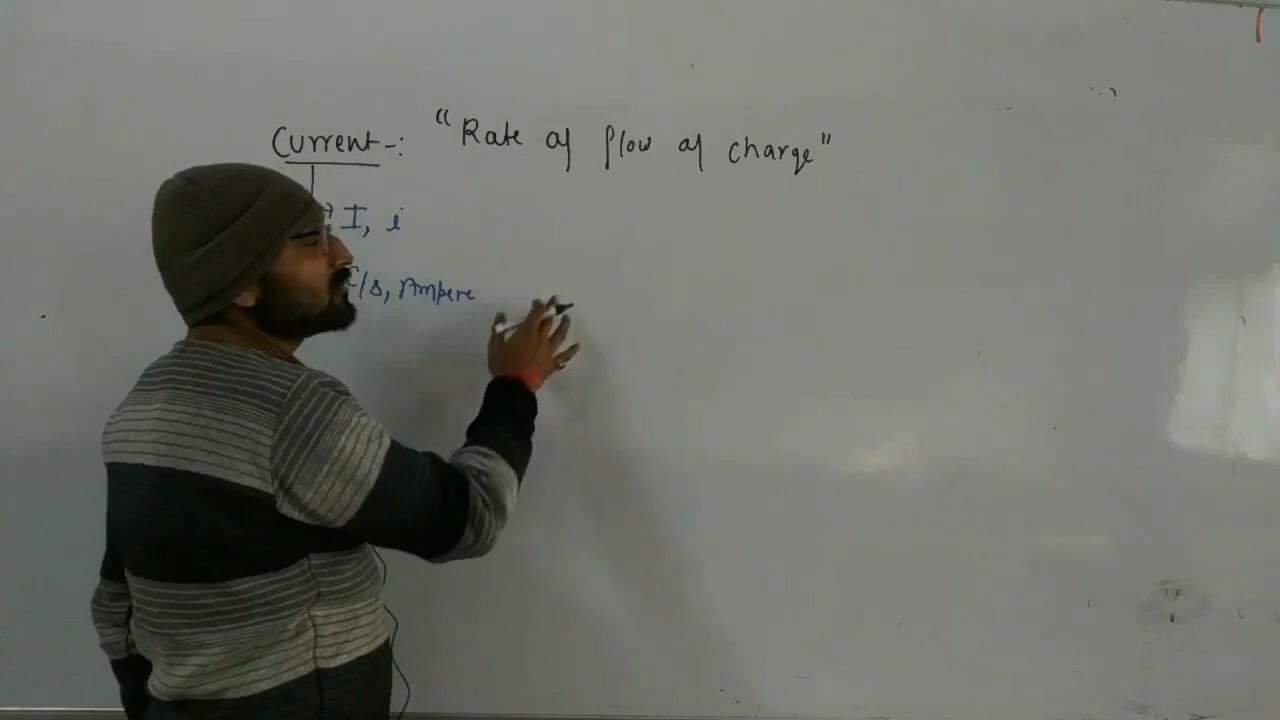 Current-: "Rate of flow of charge"
I, i
C/s, Ampere